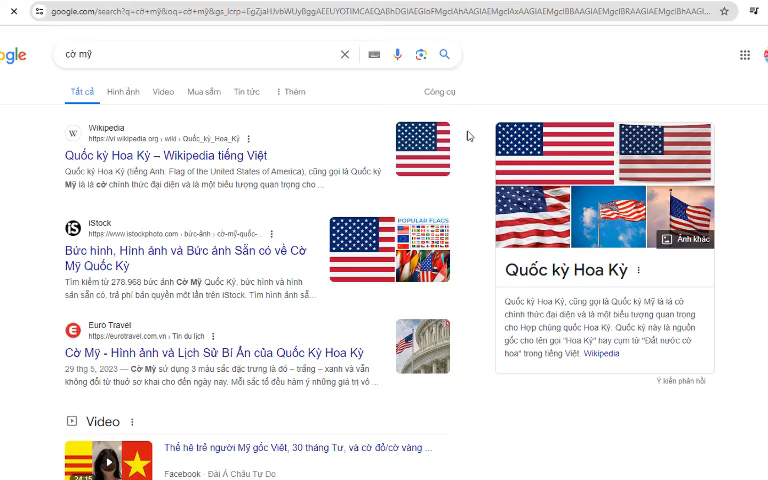 google.com/search?q=cờ+mỹ&oq=cờ+mỹ&gs_lcrp=
ogle
cờ mỹ
Tất cả
Hình ảnh
Video
Mua sắm
Tin tức
Thêm
Công cụ
W
Wikipedia
https://vi.wikipedia.org › wiki › Quốc_kỳ_Hoa_Kỳ
Quốc kỳ Hoa Kỳ – Wikipedia tiếng Việt
Quốc kỳ Hoa Kỳ (tiếng Anh: Flag of the United States of America), cũng gọi là Quốc kỳ
Mỹ là lá cờ chính thức đại diện và là một biểu tượng quan trọng cho ...
iS
iStock
https://www.istockphoto.com › bức-ảnh › cờ-mỹ-quốc-...
Bức hình, Hình ảnh và Bức ảnh Sẵn có về Cờ
Mỹ Quốc Kỳ
Tìm kiếm từ 278.968 bức ảnh Cờ Mỹ Quốc Kỳ, bức hình và hình
ảnh sẵn có, trả phí bản quyền một lần trên iStock. Tìm hình ảnh sẵ...
POPULAR FLAGS
E
Euro Travel
https://eurotravel.com.vn › Tin du lịch
Cờ Mỹ - Hình ảnh và Lịch Sử Bí Ẩn của Quốc Kỳ Hoa Kỳ
29 thg 5, 2023 — Cờ Mỹ sử dụng 3 màu sắc đặc trưng là đỏ – trắng – xanh và vẫn
không đổi từ thuở sơ khai cho đến ngày nay. Mỗi sắc tố đều hàm ý những giá trị vô ...
Video
Thế hệ trẻ người Mỹ gốc Việt, 30 tháng Tư, và cờ đỏ/cờ vàng ...
24:15
Facebook · Đài Á Châu Tự Do
Ảnh khác
Quốc kỳ Hoa Kỳ
Quốc kỳ Hoa Kỳ, cũng gọi là Quốc kỳ Mỹ là lá cờ
chính thức đại diện và là một biểu tượng quan trọng
cho Hợp chúng quốc Hoa Kỳ. Quốc kỳ này là nguồn
gốc cho tên gọi "Hoa Kỳ" hay cụm từ "Đất nước cờ
hoa" trong tiếng Việt. Wikipedia
Ý kiến phản hồi